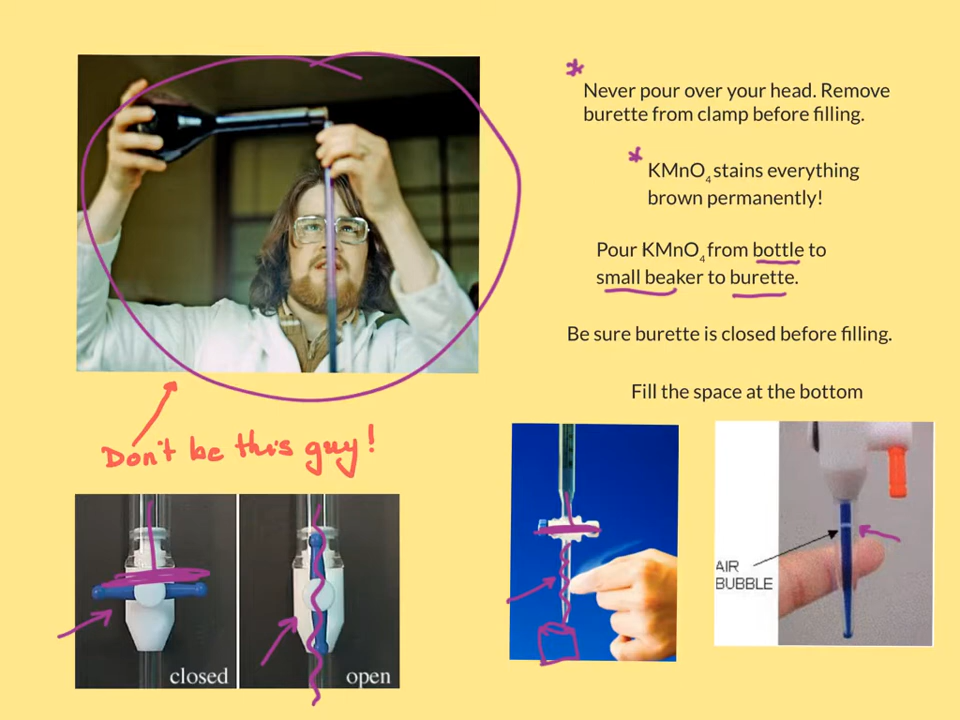 Never pour over your head. Remove
burette from clamp before filling.
KMnO₄ stains everything
brown permanently!
Pour KMnO₄ from bottle to
small beaker to burette.
Be sure burette is closed before filling.
Fill the space at the bottom
Don't be this guy!
closed
open
AIR
BUBBLE